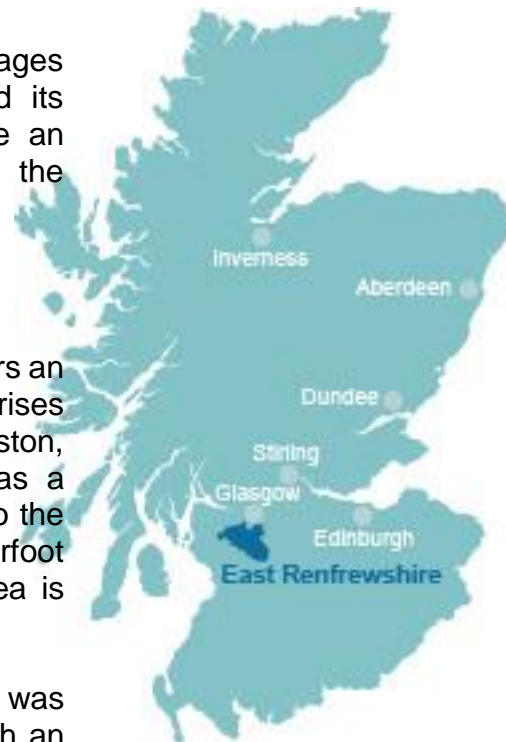 ages
d its
e an
the
Inverness
Aberdeen
rs an
rises
Dundee
ston,
as a
Stirling
Glasgow
o the
Edinburgh
rfoot
East Renfrewshire
ea is
was
h an